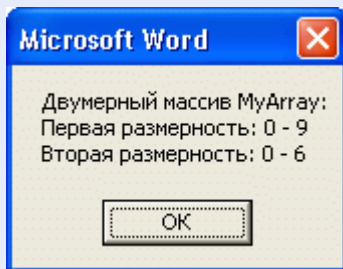 Microsoft Word
Двумерный массив MyArray:
Первая размерность: 0 - 9
Вторая размерность: 0 - 6
OK